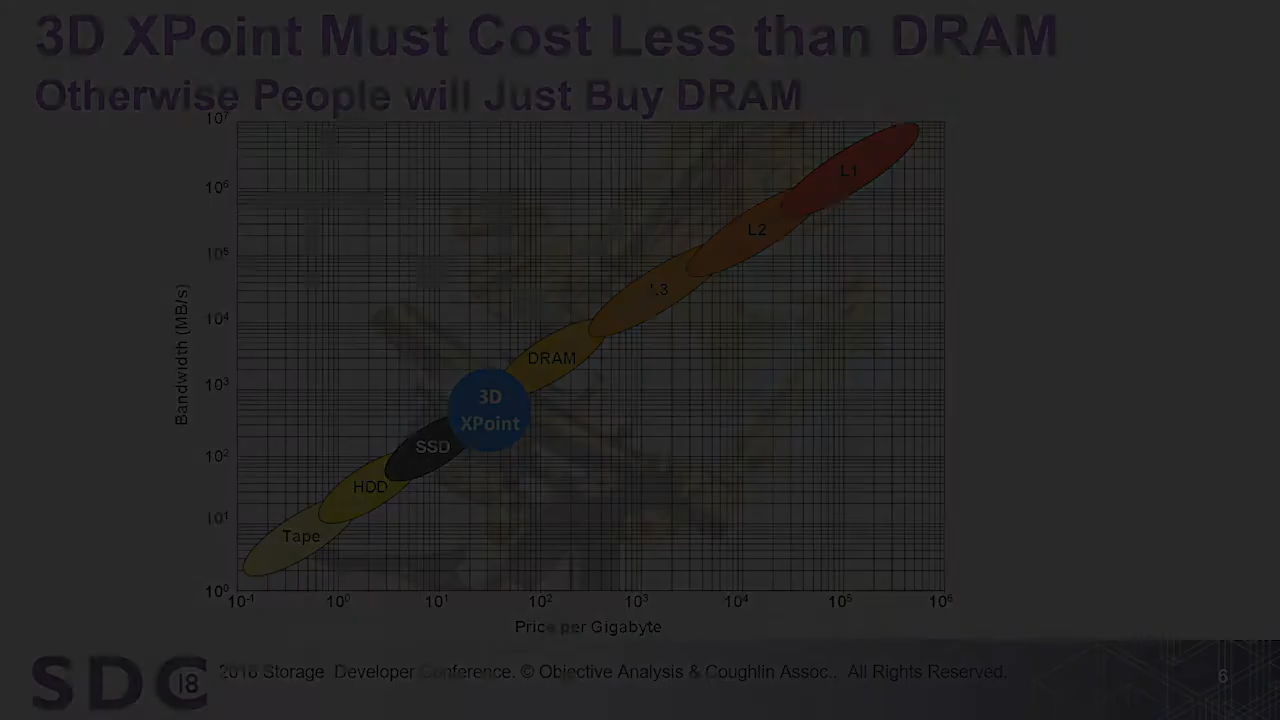 3D XPoint Must Cost Less than DRAM
Otherwise People will Just Buy DRAM
10⁷
10⁶
10⁵
10⁴
10³
10²
10¹
10⁰
Bandwidth (MB/s)
L1
L2
L3
DRAM
3D
XPoint
SSD
HDD
Tape
10⁻¹ 10⁰ 10¹ 10² 10³ 10⁴ 10⁵ 10⁶
Price per Gigabyte
SDC 18
2018 Storage Developer Conference. © Objective Analysis & Coughlin Assoc.. All Rights Reserved.
6